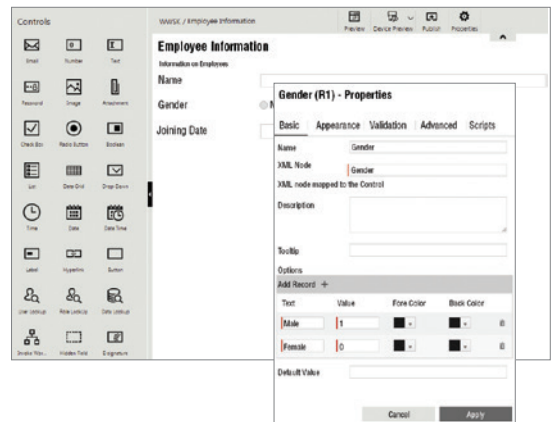 Controls
WWISK / Employee Information
Preview Device Preview Publish Properties
Email Number Text
Password Image Attachment
Check Box Radio Button Boolean
List Data Grid Drop Down
Time Date Date Time
Label Hyperlink Button
User Lookup Role Lookup Data Lookup
Hidden Field E-signature
Employee Information
Information on Employees
Name
Gender
Joining Date
Gender (R1) - Properties
Basic Appearance Validation Advanced Scripts
Name Gender
XML Node Gender
XML node mapped to the Control
Description
Tooltip
Options
Add Record +
Text Value Fore Color Back Color
Male 1
Female 0
Default Value
Cancel Apply